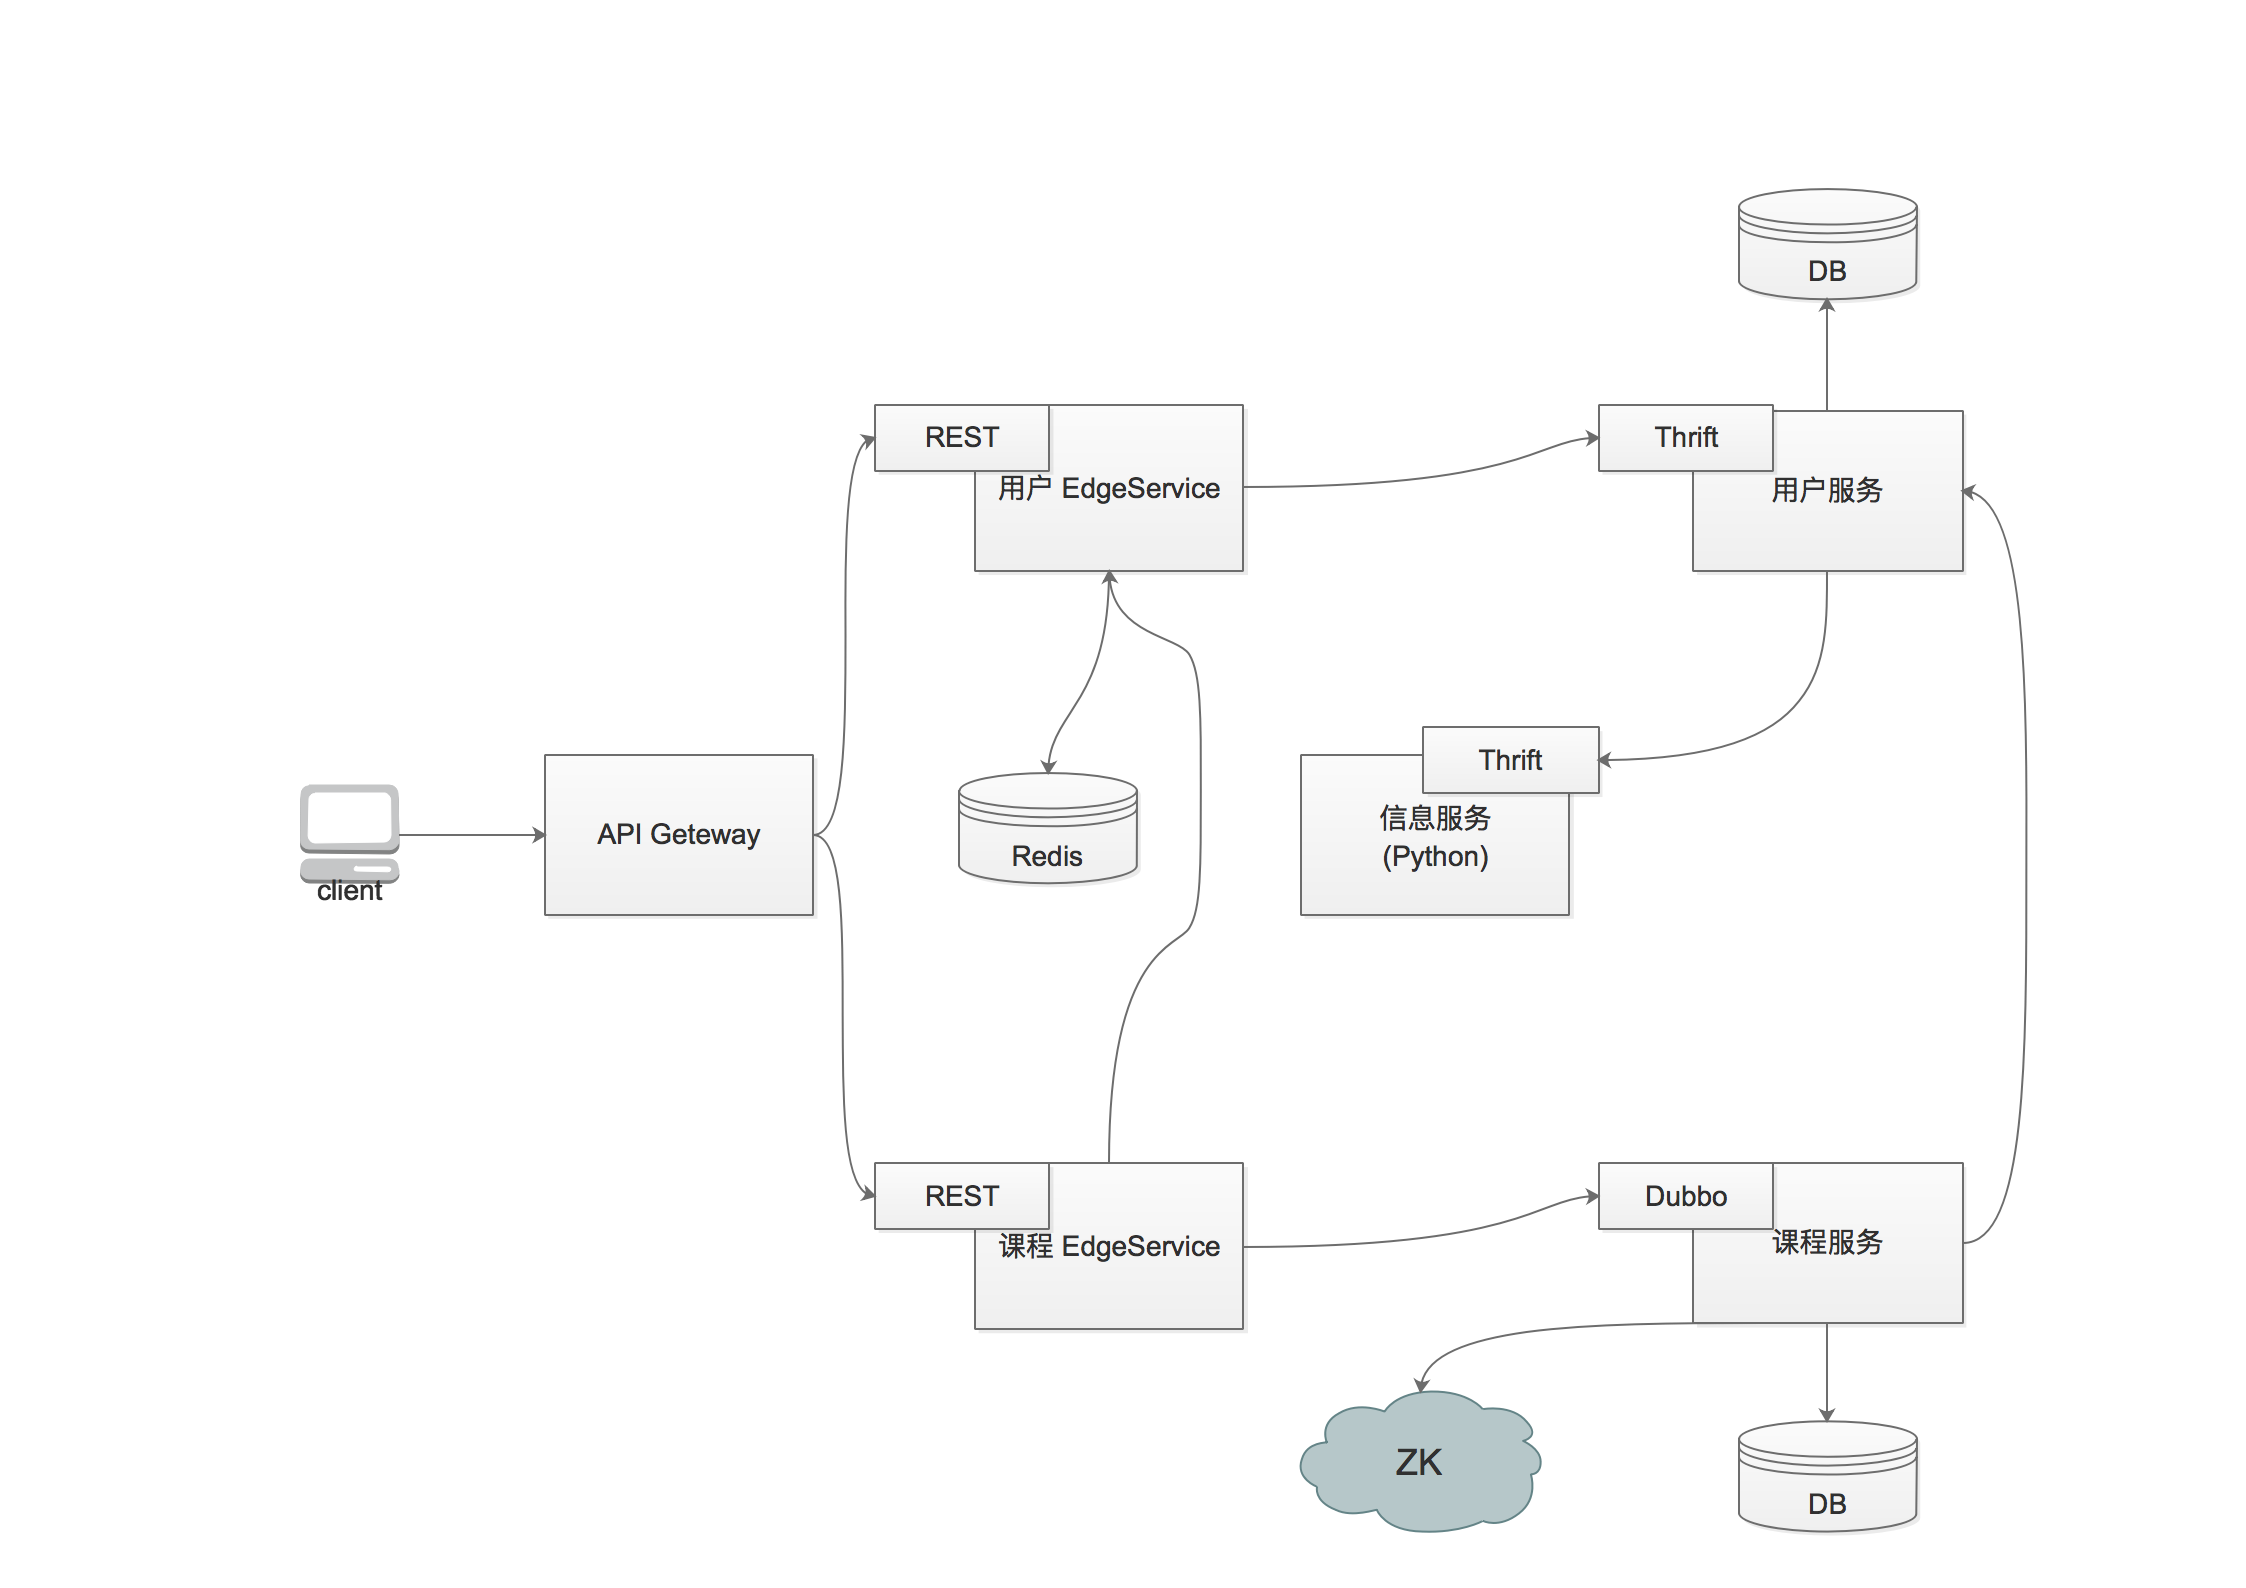 DB
REST
用户 EdgeService
Thrift
用户服务
client
API Geteway
Redis
Thrift
信息服务
(Python)
REST
课程 EdgeService
Dubbo
课程服务
ZK
DB